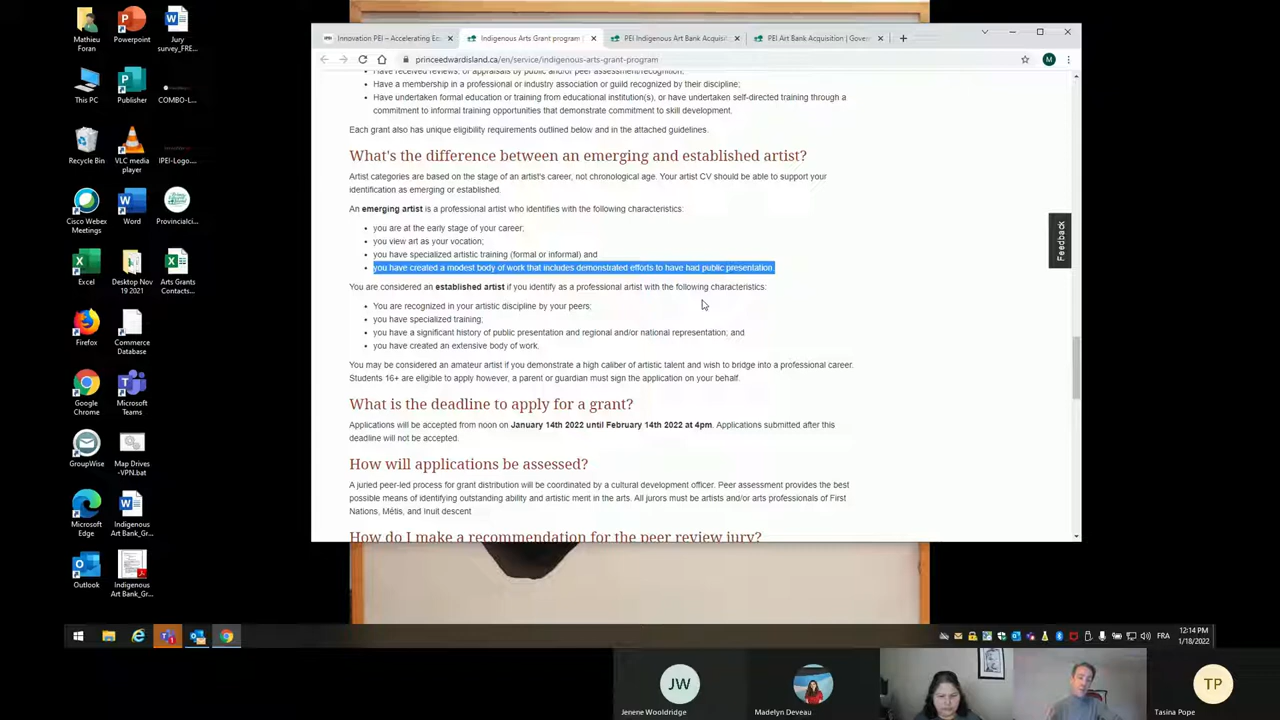 Mathieu Foran
Powerpoint
Jury survey_FRE...
This PC
Publisher
COMBO-L...
Recycle Bin
VLC media player
IPEI-Logo....
Cisco Webex Meetings
Word
Provincialci...
Excel
Desktop Nov 19 2021
Arts Grants Contacts...
Firefox
Commerce Database
Google Chrome
Microsoft Teams
GroupWise
Map Drives -VPN.bat
Microsoft Edge
Indigenous Art Bank_Gr...
Outlook
Indigenous Art Bank_Gr...
Innovation PEI – Accelerating Ec
Indigenous Arts Grant program |
PEI Indigenous Art Bank Acquisi
PEI Art Bank Acquisition | Gover
princeedwardisland.ca/en/service/indigenous-arts-grant-program
M
Have received reviews, or appraisals by public and/or peer assessment/recognition;
Have a membership in a professional or industry association or guild recognized by their discipline;
Have undertaken formal education or training from educational institution(s), or have undertaken self-directed training through a
commitment to informal training opportunities that demonstrate commitment to skill development.
Each grant also has unique eligibility requirements outlined below and in the attached guidelines.
What's the difference between an emerging and established artist?
Artist categories are based on the stage of an artist's career, not chronological age. Your artist CV should be able to support your
identification as emerging or established.
An emerging artist is a professional artist who identifies with the following characteristics:
you are at the early stage of your career;
you view art as your vocation;
you have specialized artistic training (formal or informal) and
you have created a modest body of work that includes demonstrated efforts to have had public presentation.
You are considered an established artist if you identify as a professional artist with the following characteristics:
You are recognized in your artistic discipline by your peers;
you have specialized training;
you have a significant history of public presentation and regional and/or national representation; and
you have created an extensive body of work.
You may be considered an amateur artist if you demonstrate a high caliber of artistic talent and wish to bridge into a professional career.
Students 16+ are eligible to apply however, a parent or guardian must sign the application on your behalf.
What is the deadline to apply for a grant?
Applications will be accepted from noon on January 14th 2022 until February 14th 2022 at 4pm. Applications submitted after this
deadline will not be accepted.
How will applications be assessed?
A juried peer-led process for grant distribution will be coordinated by a cultural development officer. Peer assessment provides the best
possible means of identifying outstanding ability and artistic merit in the arts. All jurors must be artists and/or arts professionals of First
Nations, Métis, and Inuit descent
How do I make a recommendation for the peer review jury?
Feedback
FRA
12:14 PM
1/18/2022
JW
Jenene Wooldridge
Madelyn Deveau
TP
Tasina Pope